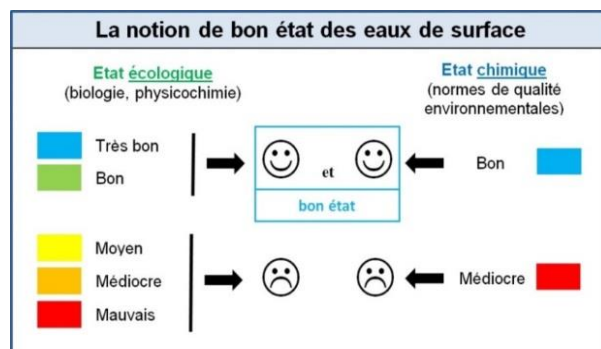 La notion de bon état des eaux de surface
Etat écologique
(biologie, physicochimie)
Etat chimique
(normes de qualité
environnementales)
Très bon
Bon
et
bon état
Bon
Moyen
Médiocre
Mauvais
Médiocre